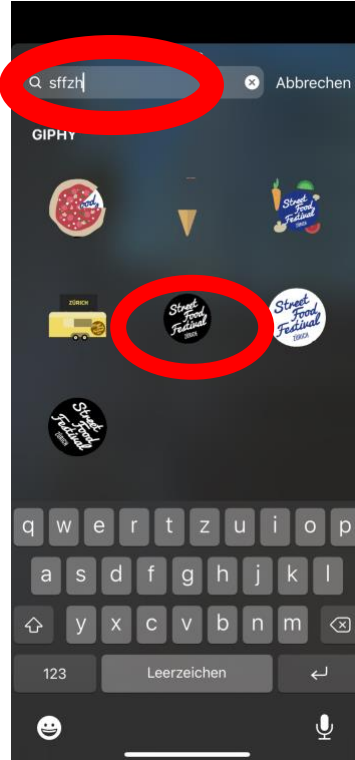 sffzh
Abbrechen
GIPHY
Food
Street
Food
Festival
ZÜRICH
ZÜRICH
Street
Food
Festival
ZÜRICH
Street
Food
Festival
ZÜRICH
Street
Food
Festival
ZÜRICH
q w e r t z u i o p
a s d f g h j k l
y x c v b n m
123 Leerzeichen